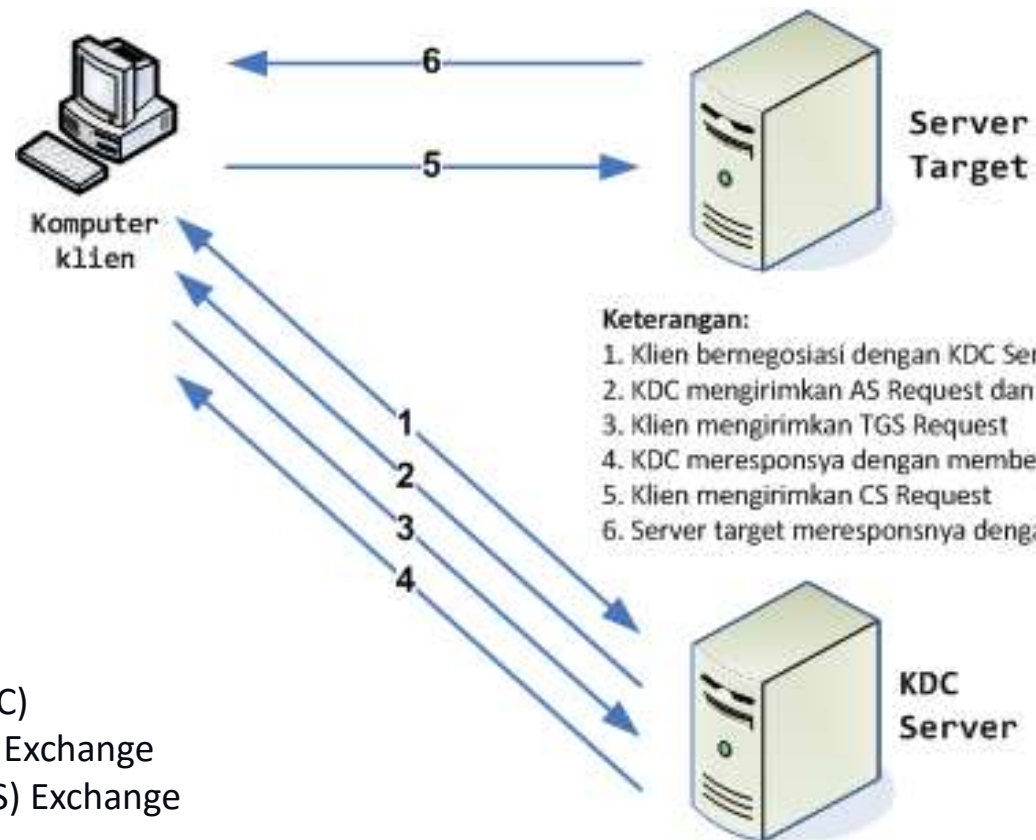 6
5
Server
Target
Komputer
klien
Keterangan:
1. Klien bernegosiasi dengan KDC Ser
2. KDC mengirimkan AS Request dan
3. Klien mengirimkan TGS Request
4. KDC meresponsya dengan membe
5. Klien mengirimkan CS Request
6. Server target meresponsnya denga
1
2
3
4
KDC
Server
C)
Exchange
S) Exchange